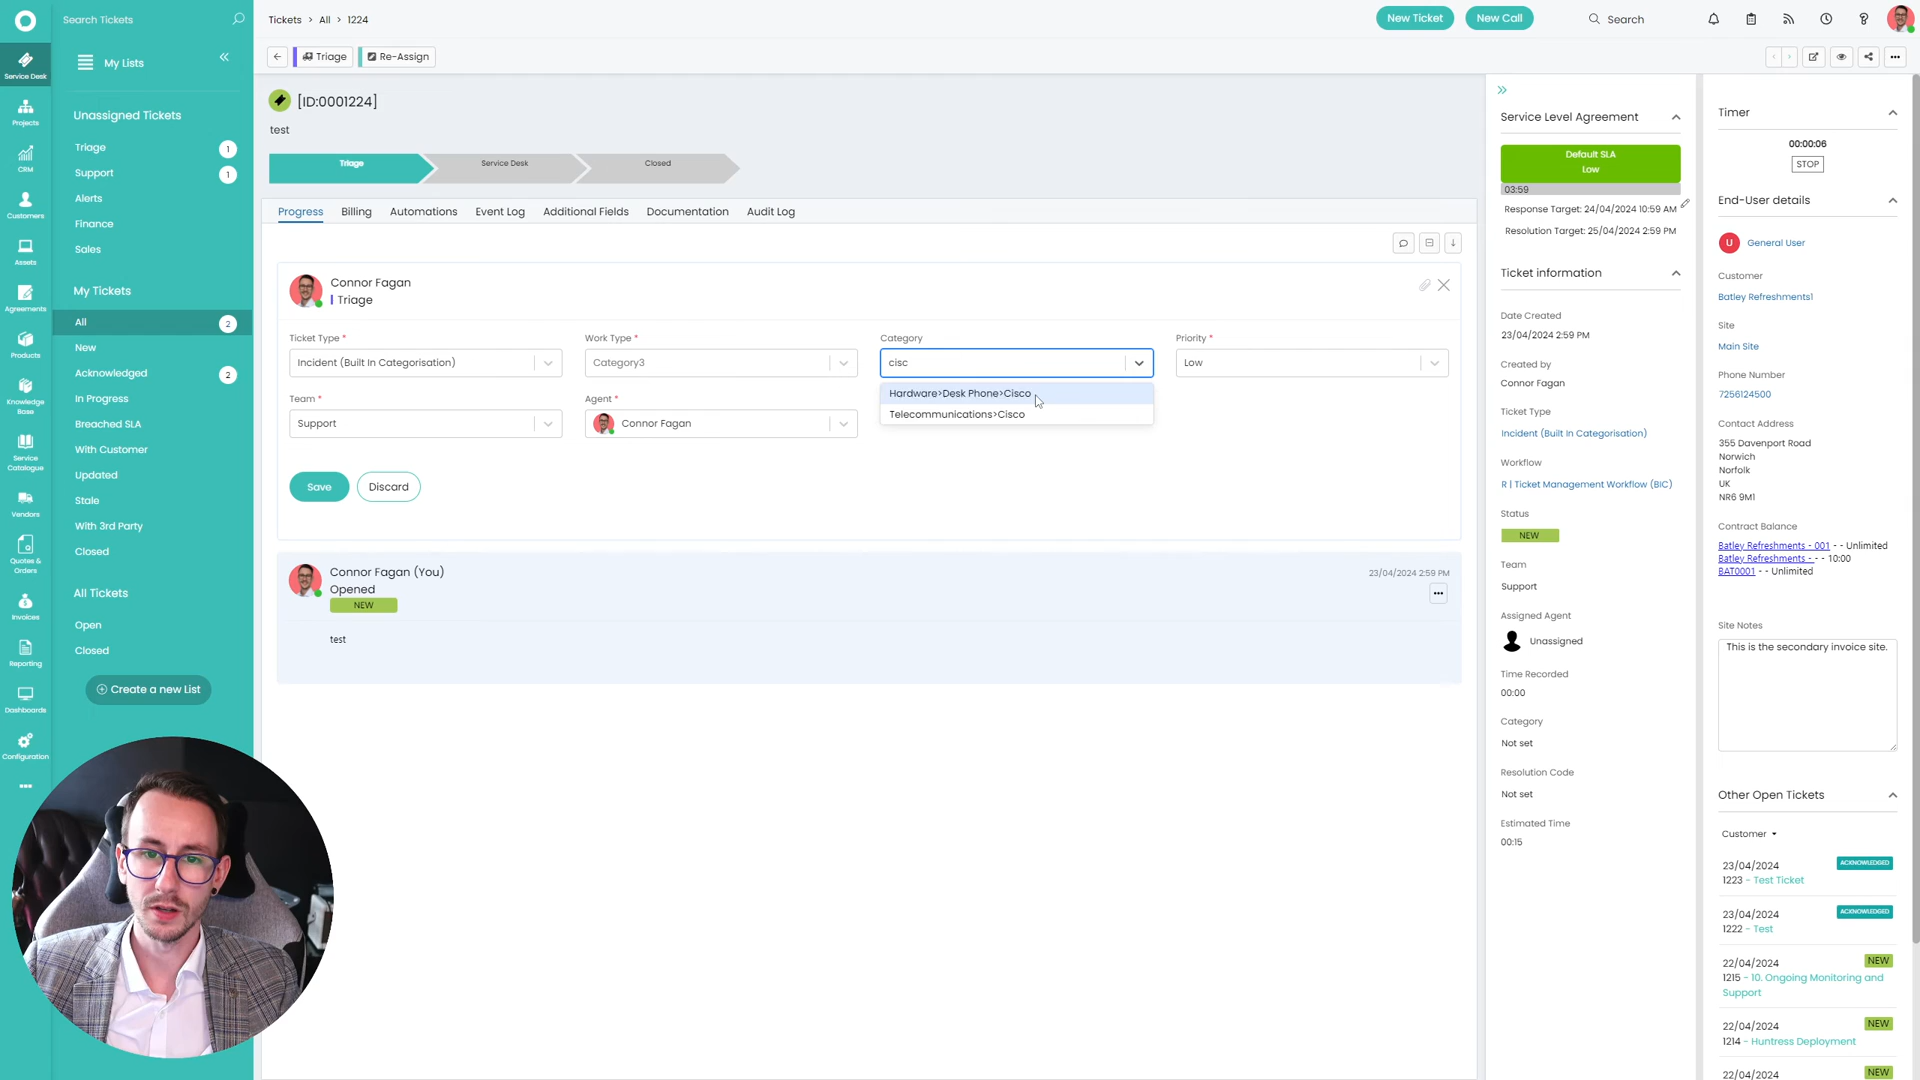 Search Tickets
Tickets > All > 1224
New Ticket
New Call
Search
Service Desk
Projects
CRM
Customers
Assets
Agreements
Products
Knowledge
Base
Service
Catalogue
Vendors
Quotes &
Orders
Invoices
Reporting
Dashboards
Configuration
My Lists
Unassigned Tickets
Triage 1
Support 1
Alerts
Finance
Sales
My Tickets
All 2
New
Acknowledged 2
In Progress
Breached SLA
With Customer
Updated
Stale
With 3rd Party
Closed
All Tickets
Open
Closed
Create a new List
Triage
Re-Assign
[ID:0001224]
test
Triage
Service Desk
Closed
Progress
Billing
Automations
Event Log
Additional Fields
Documentation
Audit Log
Connor Fagan
Triage
Ticket Type *
Incident (Built In Categorisation)
Work Type *
Category3
Category
cisc
Hardware>Desk Phone>Cisco
Telecommunications>Cisco
Priority *
Low
Team *
Support
Agent *
Connor Fagan
Save
Discard
Connor Fagan (You)
Opened
NEW
23/04/2024 2:59 PM
test
Service Level Agreement
Default SLA
Low
03:59
Response Target: 24/04/2024 10:59 AM
Resolution Target: 25/04/2024 2:59 PM
Ticket information
Date Created
23/04/2024 2:59 PM
Created by
Connor Fagan
Ticket Type
Incident (Built In Categorisation)
Workflow
R | Ticket Management Workflow (BIC)
Status
NEW
Team
Support
Assigned Agent
Unassigned
Time Recorded
00:00
Category
Not set
Resolution Code
Not set
Estimated Time
00:15
Timer
00:00:06
STOP
End-User details
U General User
Customer
Batley Refreshments1
Site
Main Site
Phone Number
7256124500
Contact Address
355 Davenport Road
Norwich
Norfolk
UK
NR6 9M1
Contract Balance
Batley Refreshments - 001 - - Unlimited
Batley Refreshments - - - 10:00
BAT0001 - - Unlimited
Site Notes
This is the secondary invoice site.
Other Open Tickets
Customer
23/04/2024 ACKNOWLEDGED
1223 - Test Ticket
23/04/2024 ACKNOWLEDGED
1222 - Test
22/04/2024 NEW
1215 - 10. Ongoing Monitoring and
Support
22/04/2024 NEW
1214 - Huntress Deployment
22/04/2024 NEW